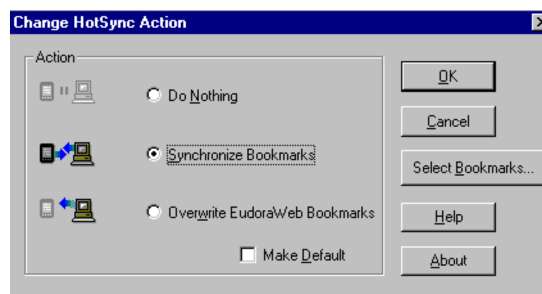 Change HotSync Action
Action
Do Nothing
Synchronize Bookmarks
Overwrite EudoraWeb Bookmarks
Make Default
OK
Cancel
Select Bookmarks...
Help
About